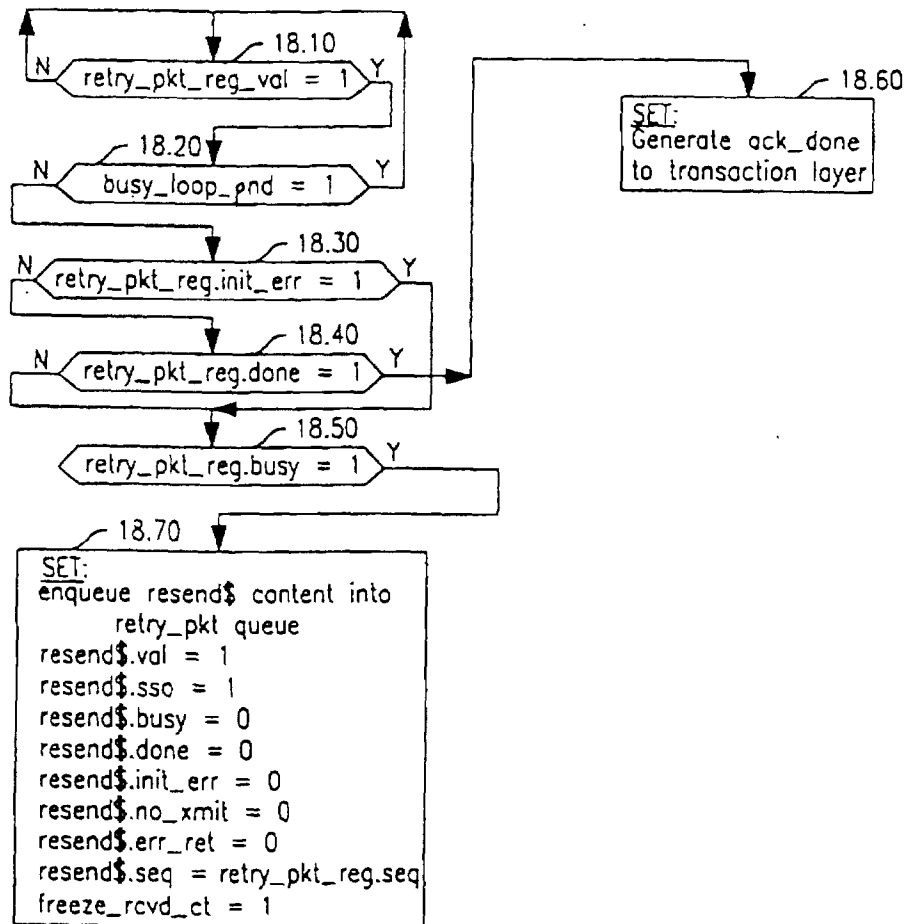 18.10
N retry_pkt_reg_val = 1 Y
18.20
N busy_loop_end = 1 Y
18.30
N retry_pkt_reg.init_err = 1 Y
18.40
N retry_pkt_reg.done = 1 Y
18.50
retry_pkt_reg.busy = 1 Y
18.60
SET:
Generate ack_done
to transaction layer
18.70
SET:
enqueue resend$ content into
retry_pkt queue
resend$.val = 1
resend$.sso = 1
resend$.busy = 0
resend$.done = 0
resend$.init_err = 0
resend$.no_xmit = 0
resend$.err_ret = 0
resend$.seq = retry_pkt_reg.seq
freeze_rcvd_ct = 1